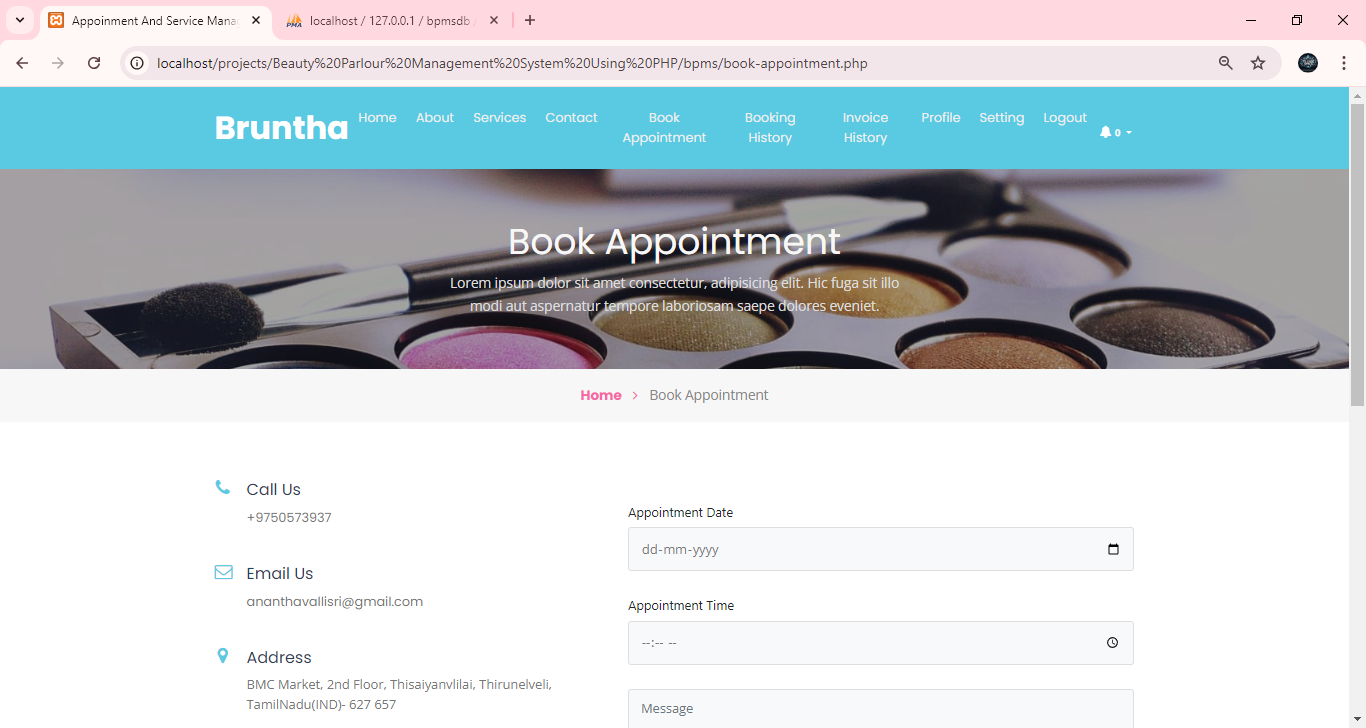 Appoinment And Service Mana
localhost / 127.0.0.1 / bpmsdb /
localhost/projects/Beauty%20Parlour%20Management%20System%20Using%20PHP/bpms/book-appointment.php
Bruntha
Home
About
Services
Contact
Book
Appointment
Booking
History
Invoice
History
Profile
Setting
Logout
0
Book Appointment
Lorem ipsum dolor sit amet consectetur, adipisicing elit. Hic fuga sit illo
modi aut aspernatur tempore laboriosam saepe dolores eveniet.
Home > Book Appointment
Call Us
+9750573937
Email Us
ananthavallisri@gmail.com
Address
BMC Market, 2nd Floor, Thisaiyanvlilai, Thirunelveli,
TamilNadu(IND)- 627 657
Appointment Date
dd-mm-yyyy
Appointment Time
--:-- --
Message